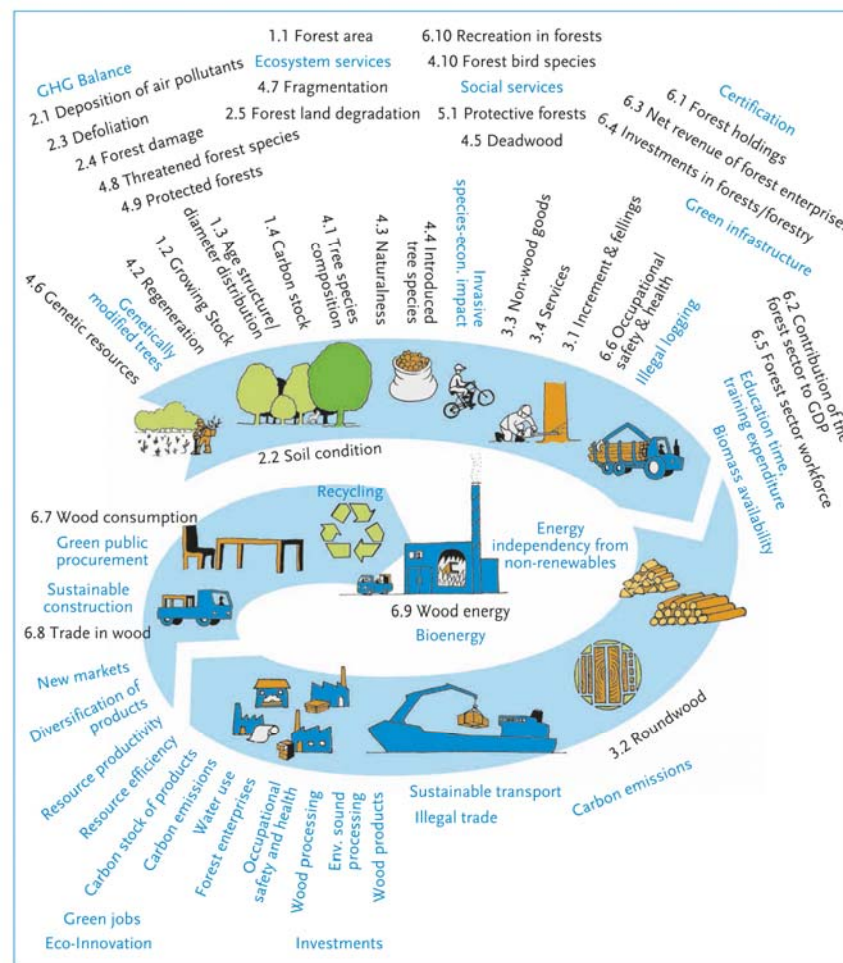 1.1 Forest area
Ecosystem services
4.7 Fragmentation
2.5 Forest land degradation
6.10 Recreation in forests
4.10 Forest bird species
Social services
5.1 Protective forests
4.5 Deadwood
GHG Balance
2.1 Deposition of air pollutants
2.3 Defoliation
2.4 Forest damage
4.8 Threatened forest species
4.9 Protected forests
Certification
6.1 Forest holdings
6.3 Net revenue of forest enterprises
6.4 Investments in forests/forestry
Green infrastructure
4.6 Genetic resources
Genetically
modified trees
4.2 Regeneration
1.2 Growing Stock
1.3 Age structure/
diameter distribution
1.4 Carbon stock
4.1 Tree species
composition
4.3 Naturalness
4.4 Introduced
tree species
Invasive
species-econ. impact
3.3 Non-wood goods
3.4 Services
3.1 Increment & fellings
6.6 Occupational
safety & health
Illegal logging
6.2 Contribution of the
forest sector to GDP
6.5 Forest sector workforce
Education time,
training expenditure
Biomass availability
2.2 Soil condition
6.7 Wood consumption
Green public
procurement
Sustainable
construction
6.8 Trade in wood
Recycling
Energy
independency from
non-renewables
6.9 Wood energy
Bioenergy
New markets
Diversification of
products
Resource productivity
Resource efficiency
Carbon stock of products
Carbon emissions
Water use
Forest enterprises
Occupational
safety and health
Wood processing
Env. sound
processing
Wood products
Sustainable transport
Illegal trade
3.2 Roundwood
Carbon emissions
Green jobs
Eco-Innovation
Investments